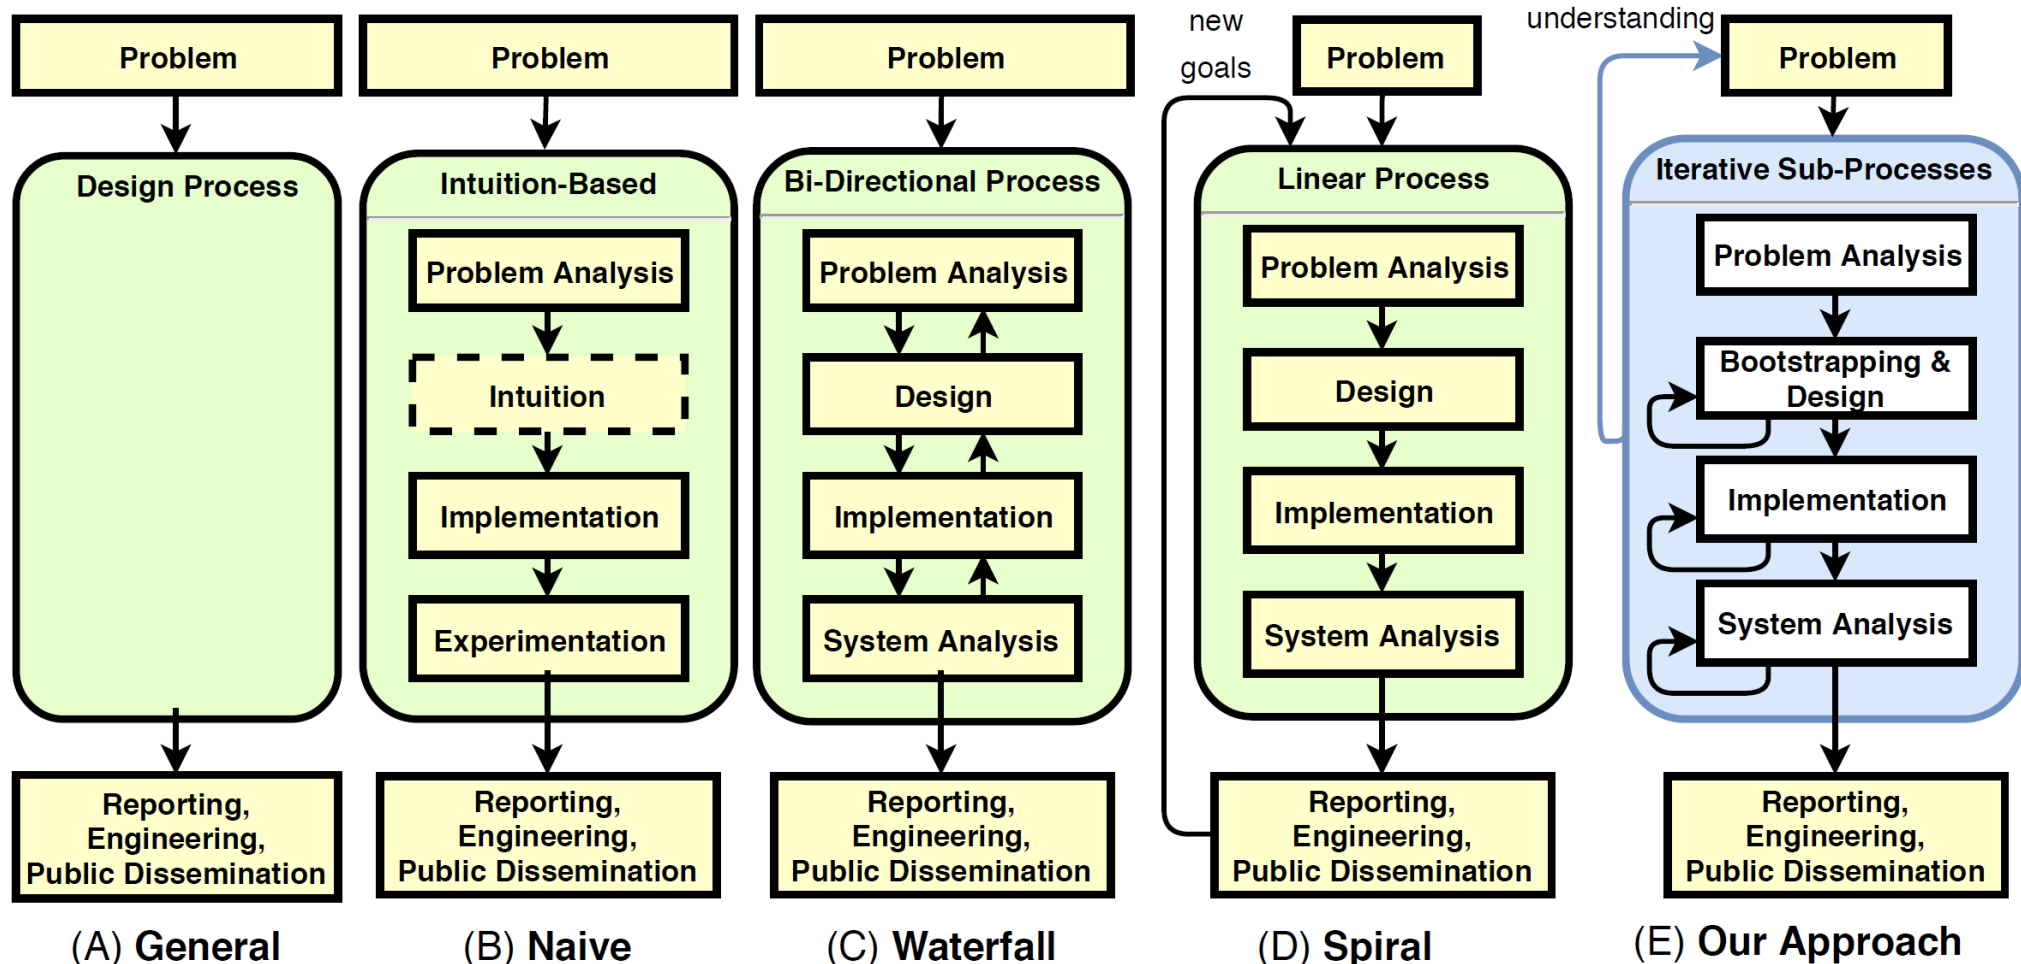 Problem
Design Process
Reporting,
Engineering,
Public Dissemination
(A) General
Problem
Intuition-Based
Problem Analysis
Intuition
Implementation
Experimentation
Reporting,
Engineering,
Public Dissemination
(B) Naive
Problem
Bi-Directional Process
Problem Analysis
Design
Implementation
System Analysis
Reporting,
Engineering,
Public Dissemination
(C) Waterfall
new
goals
Problem
Linear Process
Problem Analysis
Design
Implementation
System Analysis
Reporting,
Engineering,
Public Dissemination
(D) Spiral
understanding
Problem
Iterative Sub-Processes
Problem Analysis
Bootstrapping &
Design
Implementation
System Analysis
Reporting,
Engineering,
Public Dissemination
(E) Our Approach